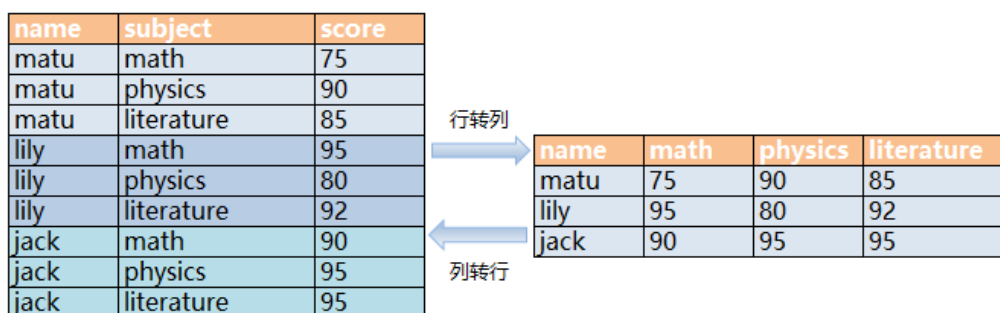 name subject score
matu math 75
matu physics 90
matu literature 85
lily math 95
lily physics 80
lily literature 92
jack math 90
jack physics 95
jack literature 95
行转列
列转行
name math physics literature
matu 75 90 85
lily 95 80 92
jack 90 95 95